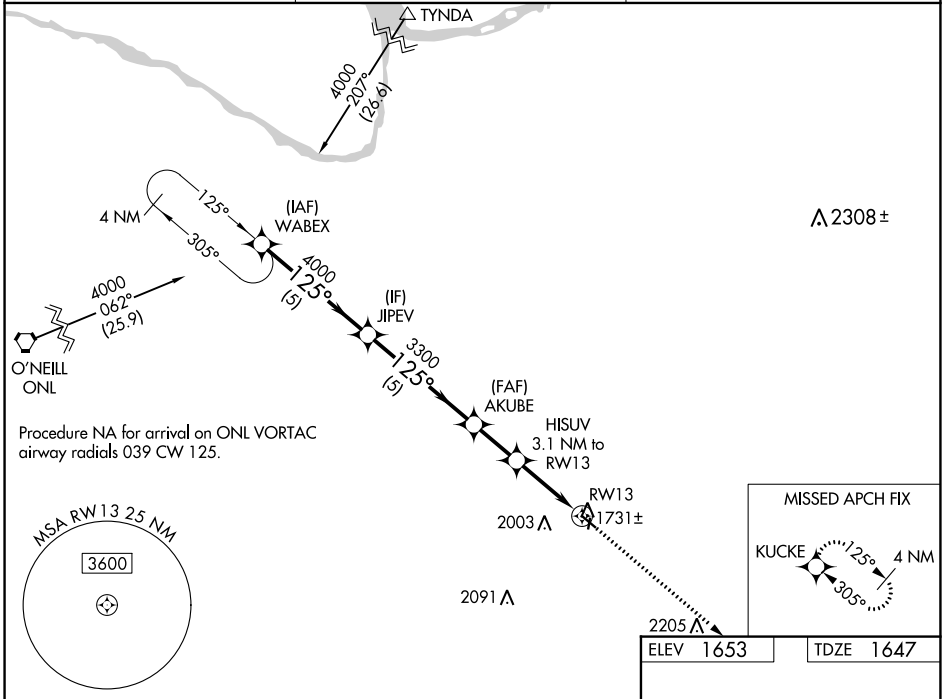 TYNDA
4000
207°
(26.6)
125°
4 NM
305°
(IAF)
WABEX
2308±
4000
125°
(5)
4000
062°
(25.9)
(IF)
JIPEV
O'NEILL
ONL
3300
125°
(5)
(FAF)
AKUBE
HISUV
3.1 NM to
RW13
Procedure NA for arrival on ONL VORTAC
airway radials 039 CW 125.
RW13
1731±
2003
MISSED APCH FIX
KUCKE
125°
4 NM
305°
MSA RW13 25 NM
3600
2091
2205
ELEV 1653
TDZE 1647